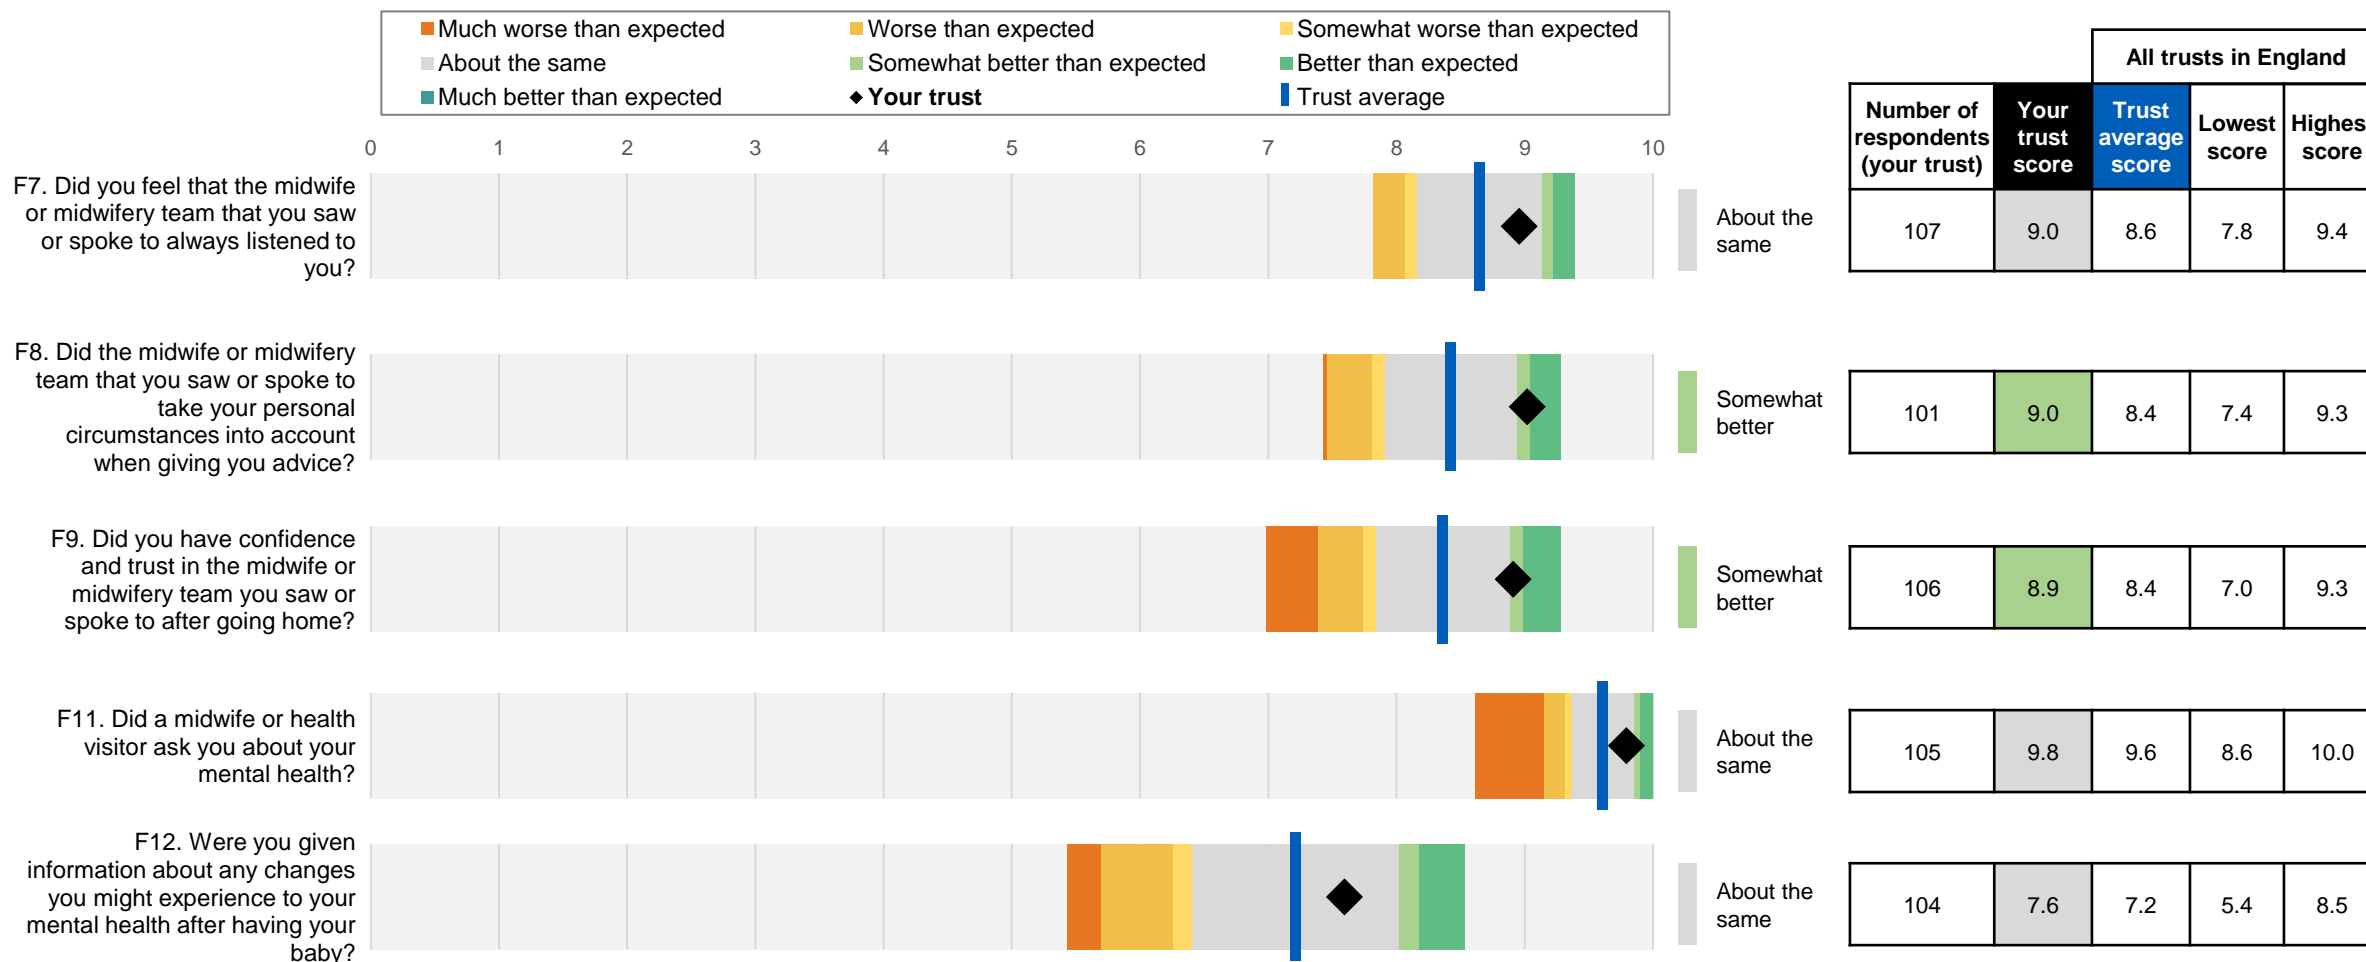 Much worse than expected
Worse than expected
Somewhat worse than expected
About the same
Somewhat better than expected
Better than expected
Much better than expected
Your trust
Trust average
All trusts in England
Number of
respondents
(your trust)
Your
trust
score
Trust
average
score
Lowest
score
Highes
score
0 1 2 3 4 5 6 7 8 9 10
F7. Did you feel that the midwife
or midwifery team that you saw
or spoke to always listened to
you?
About the
same
107 9.0 8.6 7.8 9.4
F8. Did the midwife or midwifery
team that you saw or spoke to
take your personal
circumstances into account
when giving you advice?
Somewhat
better
101 9.0 8.4 7.4 9.3
F9. Did you have confidence
and trust in the midwife or
midwifery team you saw or
spoke to after going home?
Somewhat
better
106 8.9 8.4 7.0 9.3
F11. Did a midwife or health
visitor ask you about your
mental health?
About the
same
105 9.8 9.6 8.6 10.0
F12. Were you given
information about any changes
you might experience to your
mental health after having your
baby?
About the
same
104 7.6 7.2 5.4 8.5